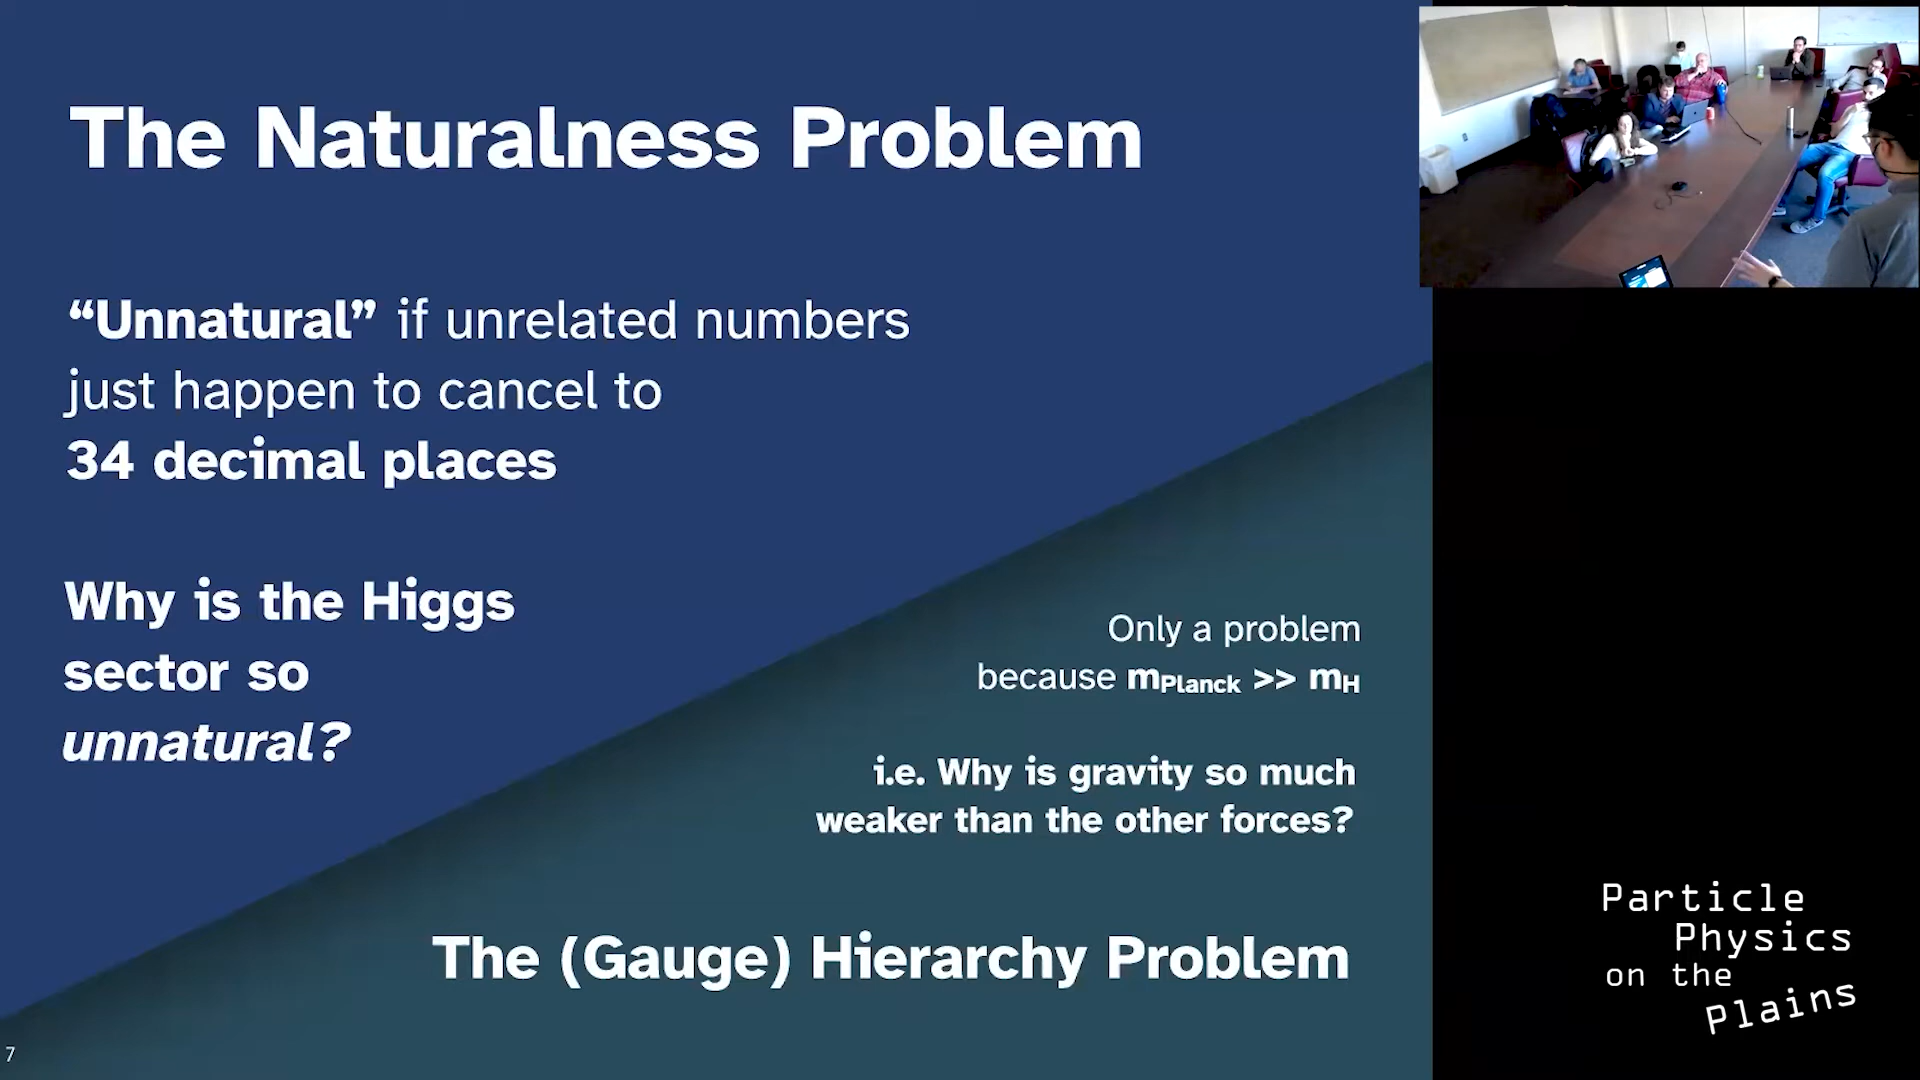 The Naturalness Problem
“Unnatural” if unrelated numbers
just happen to cancel to
34 decimal places
Why is the Higgs
sector so
unnatural?
Only a problem
because mPlanck >> mH
i.e. Why is gravity so much
weaker than the other forces?
The (Gauge) Hierarchy Problem
7
Particle
Physics
on the
Plains